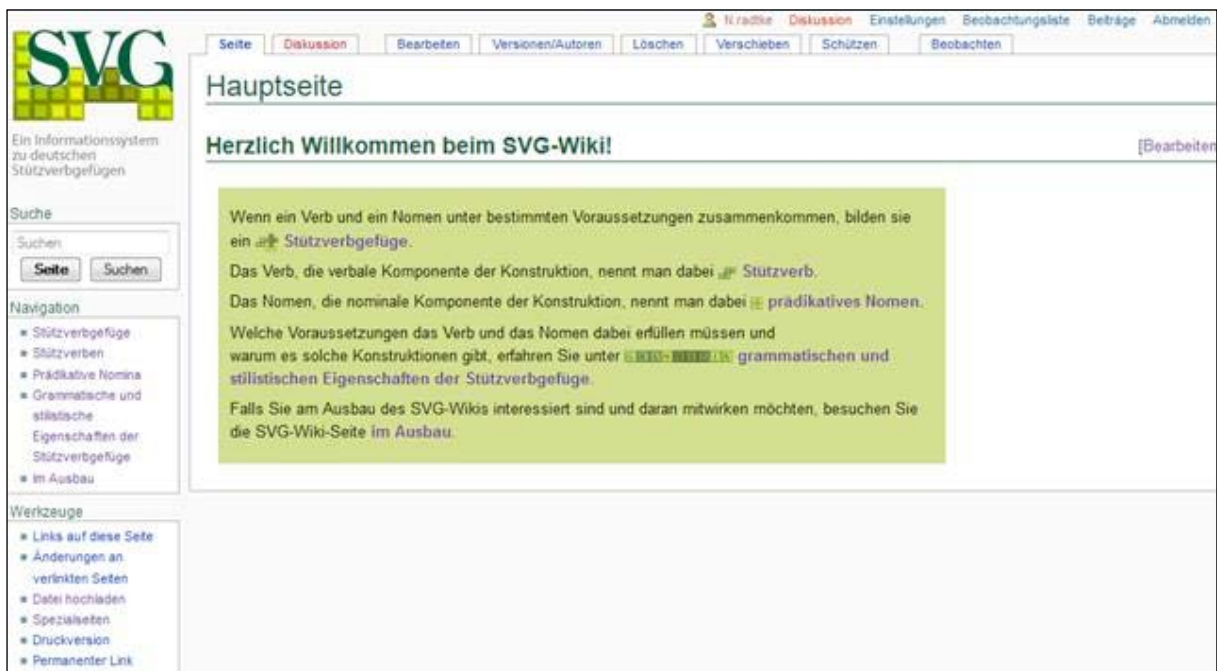 N.radtke Diskussion Einstellungen Beobachtungsliste Beiträge Abmelden
SVG
Ein Informationssystem
zu deutschen
Stützverbgefügen
Suche
Suchen
Seite Suchen
Navigation
Stützverbgefüge
Stützverben
Prädikative Nomina
Grammatische und
stilistische
Eigenschaften der
Stützverbgefüge
im Ausbau
Werkzeuge
Links auf diese Seite
Änderungen an
verlinkten Seiten
Datei hochladen
Spezialseiten
Druckversion
Permanenter Link
Seite Diskussion Bearbeiten Versionen/Autoren Löschen Verschieben Schützen Beobachten
Hauptseite
Herzlich Willkommen beim SVG-Wiki!
[Bearbeiten
Wenn ein Verb und ein Nomen unter bestimmten Voraussetzungen zusammenkommen, bilden sie
ein Stützverbgefüge.
Das Verb, die verbale Komponente der Konstruktion, nennt man dabei Stützverb.
Das Nomen, die nominale Komponente der Konstruktion, nennt man dabei prädikatives Nomen.
Welche Voraussetzungen das Verb und das Nomen dabei erfüllen müssen und
warum es solche Konstruktionen gibt, erfahren Sie unter grammatischen und
stilistischen Eigenschaften der Stützverbgefüge.
Falls Sie am Ausbau des SVG-Wikis interessiert sind und daran mitwirken möchten, besuchen Sie
die SVG-Wiki-Seite im Ausbau.